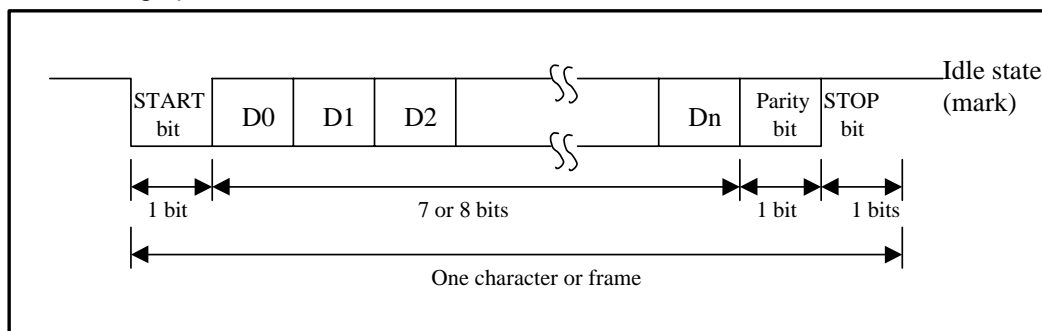 Idle state
(mark)
START
bit
D0
D1
D2
Dn
Parity
bit
STOP
bit
1 bit
7 or 8 bits
1 bit
1 bits
One character or frame